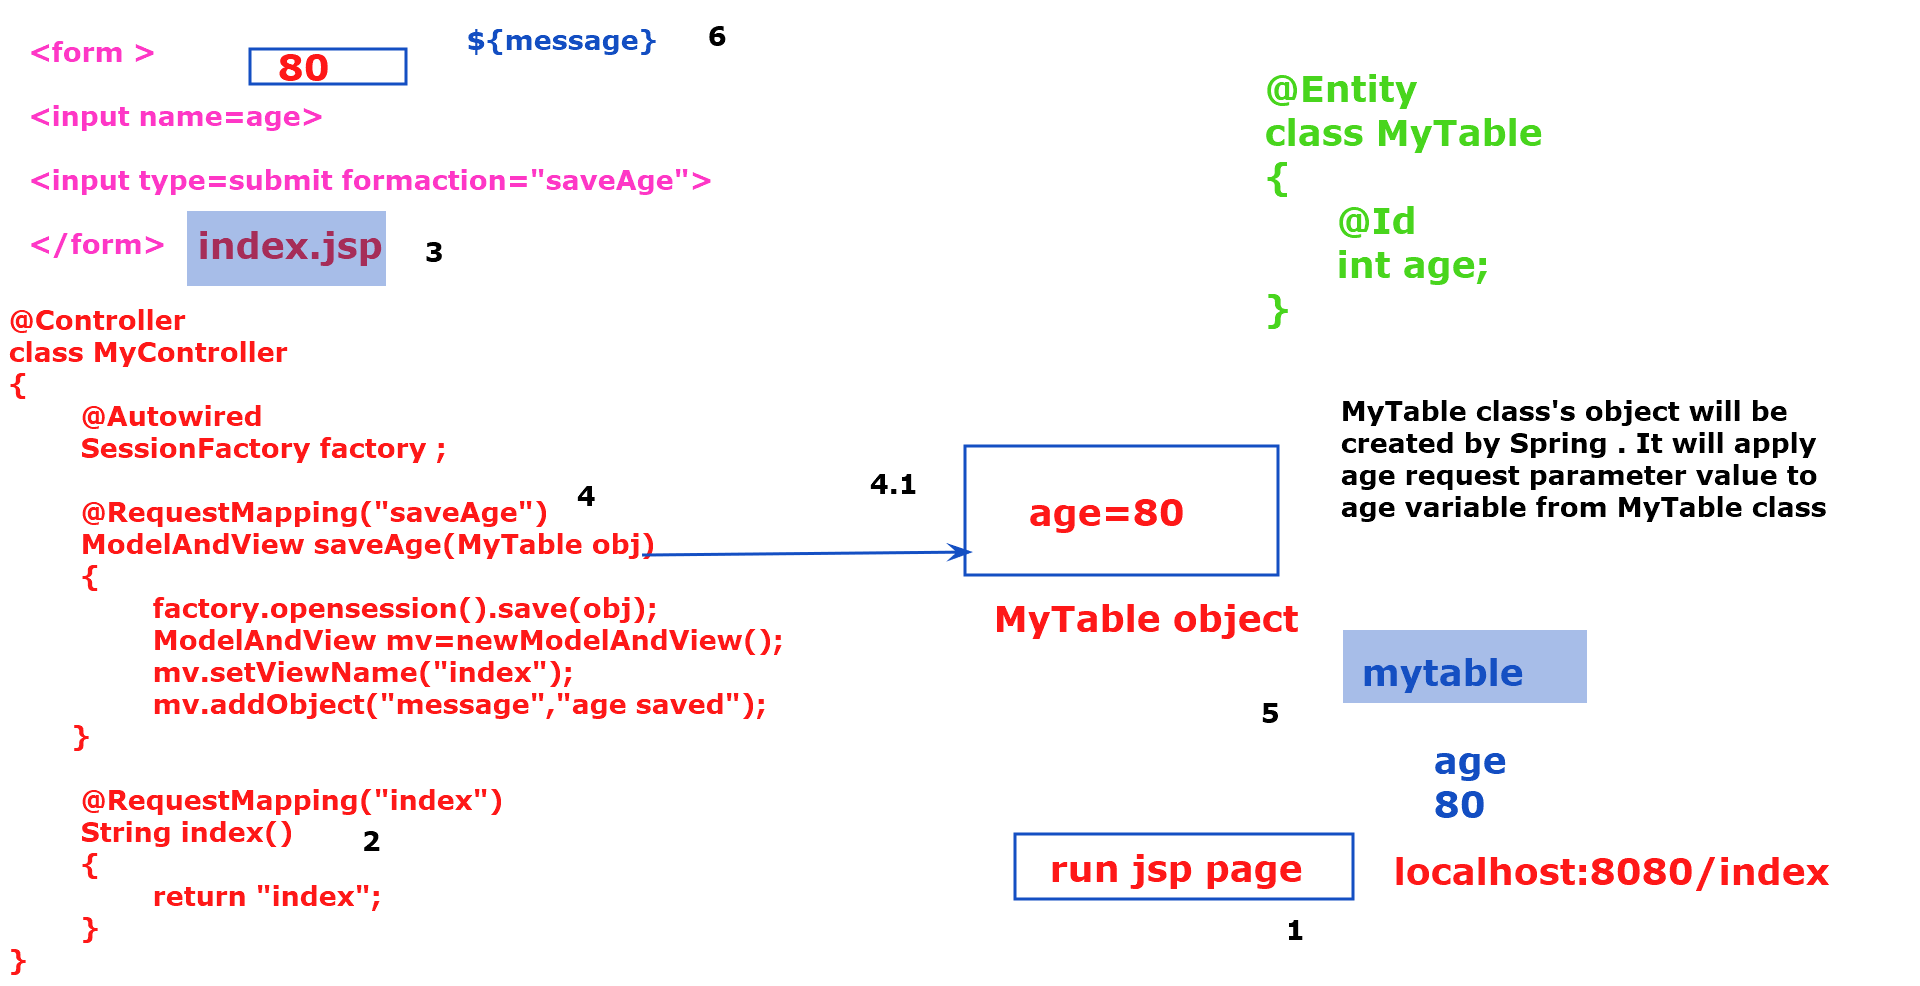 <form >
80
${message}
6
<input name=age>
<input type=submit formaction="saveAge">
</form>
index.jsp
3
@Controller
class MyController
{
@Autowired
SessionFactory factory ;
@RequestMapping("saveAge")
4
ModelAndView saveAge(MyTable obj)
{
factory.opensession().save(obj);
ModelAndView mv=newModelAndView();
mv.setViewName("index");
mv.addObject("message","age saved");
}
@RequestMapping("index")
String index()
2
{
return "index";
}
}
@Entity
class MyTable
{
@Id
int age;
}
MyTable class's object will be
created by Spring . It will apply
age request parameter value to
age variable from MyTable class
4.1
age=80
MyTable object
mytable
5
age
80
run jsp page
localhost:8080/index
1